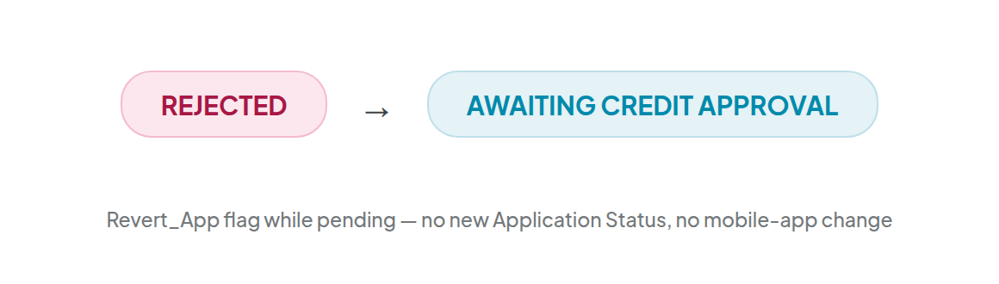 REJECTED → AWAITING CREDIT APPROVAL
Revert_App flag while pending — no new Application Status, no mobile-app change